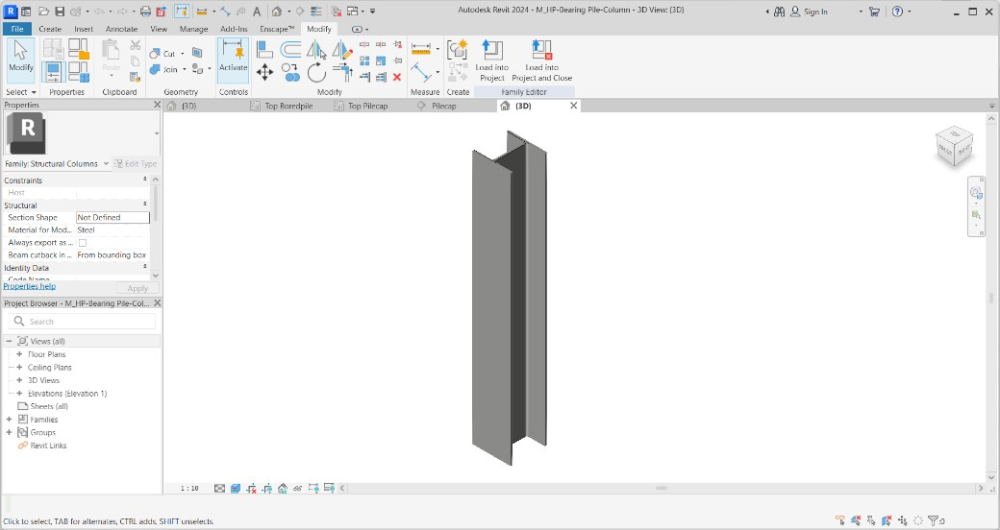 Autodesk Revit 2024 - M_HP-Bearing Pile-Column - 3D View: {3D}
Sign In
File Create Insert Annotate View Manage Add-Ins Enscape™ Modify
Modify
Paste
Cut
Join
Activate
Load into
Project
Load into
Project and Close
Select Properties Clipboard Geometry Controls Modify Measure Create Family Editor
Properties
{3D} Top Boredpile Top Pilecap Pilecap {3D}
R
Family: Structural Columns Edit Type
Constraints
Host
Structural
Section Shape Not Defined
Material for Mod... Steel
Always export as ...
Beam cutback in ... From bounding box
Identity Data
Code Name
Properties help Apply
Project Browser - M_HP-Bearing Pile-Col...
Search
Views (all)
Floor Plans
Ceiling Plans
3D Views
Elevations (Elevation 1)
Sheets (all)
Families
Groups
Revit Links
1 : 10
Click to select, TAB for alternates, CTRL adds, SHIFT unselects.
:0